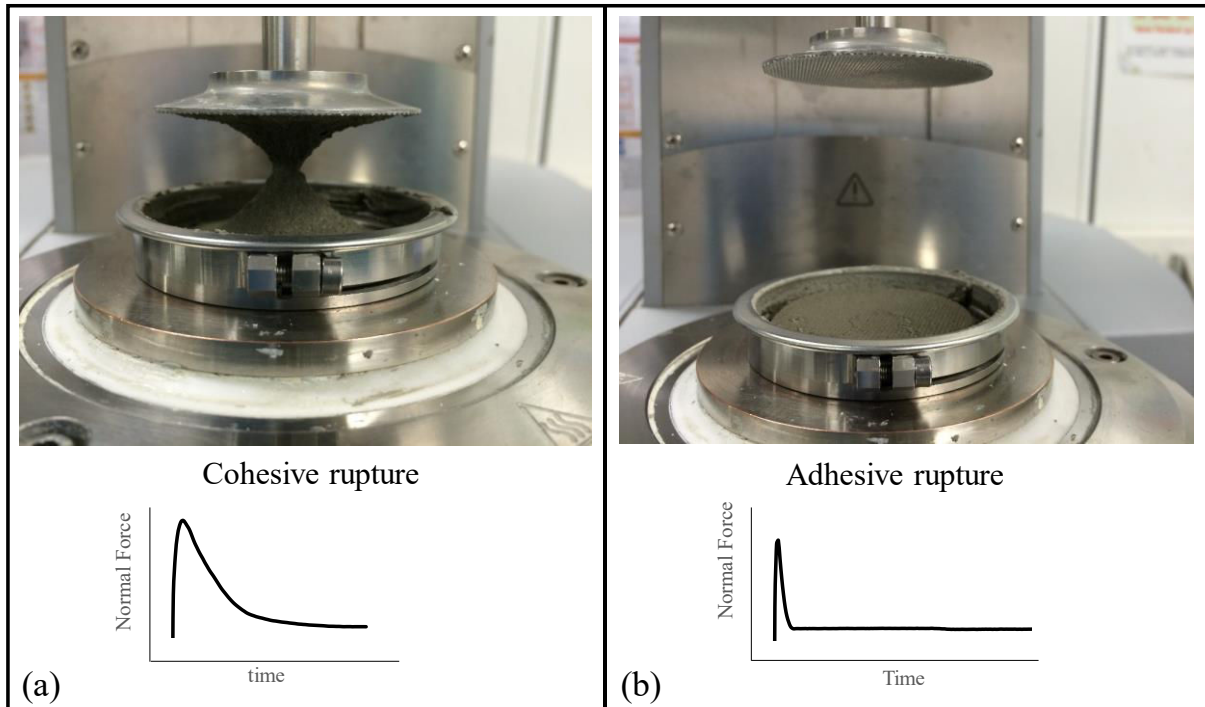 Cohesive rupture
Normal Force
time
(a)
Adhesive rupture
Normal Force
Time
(b)